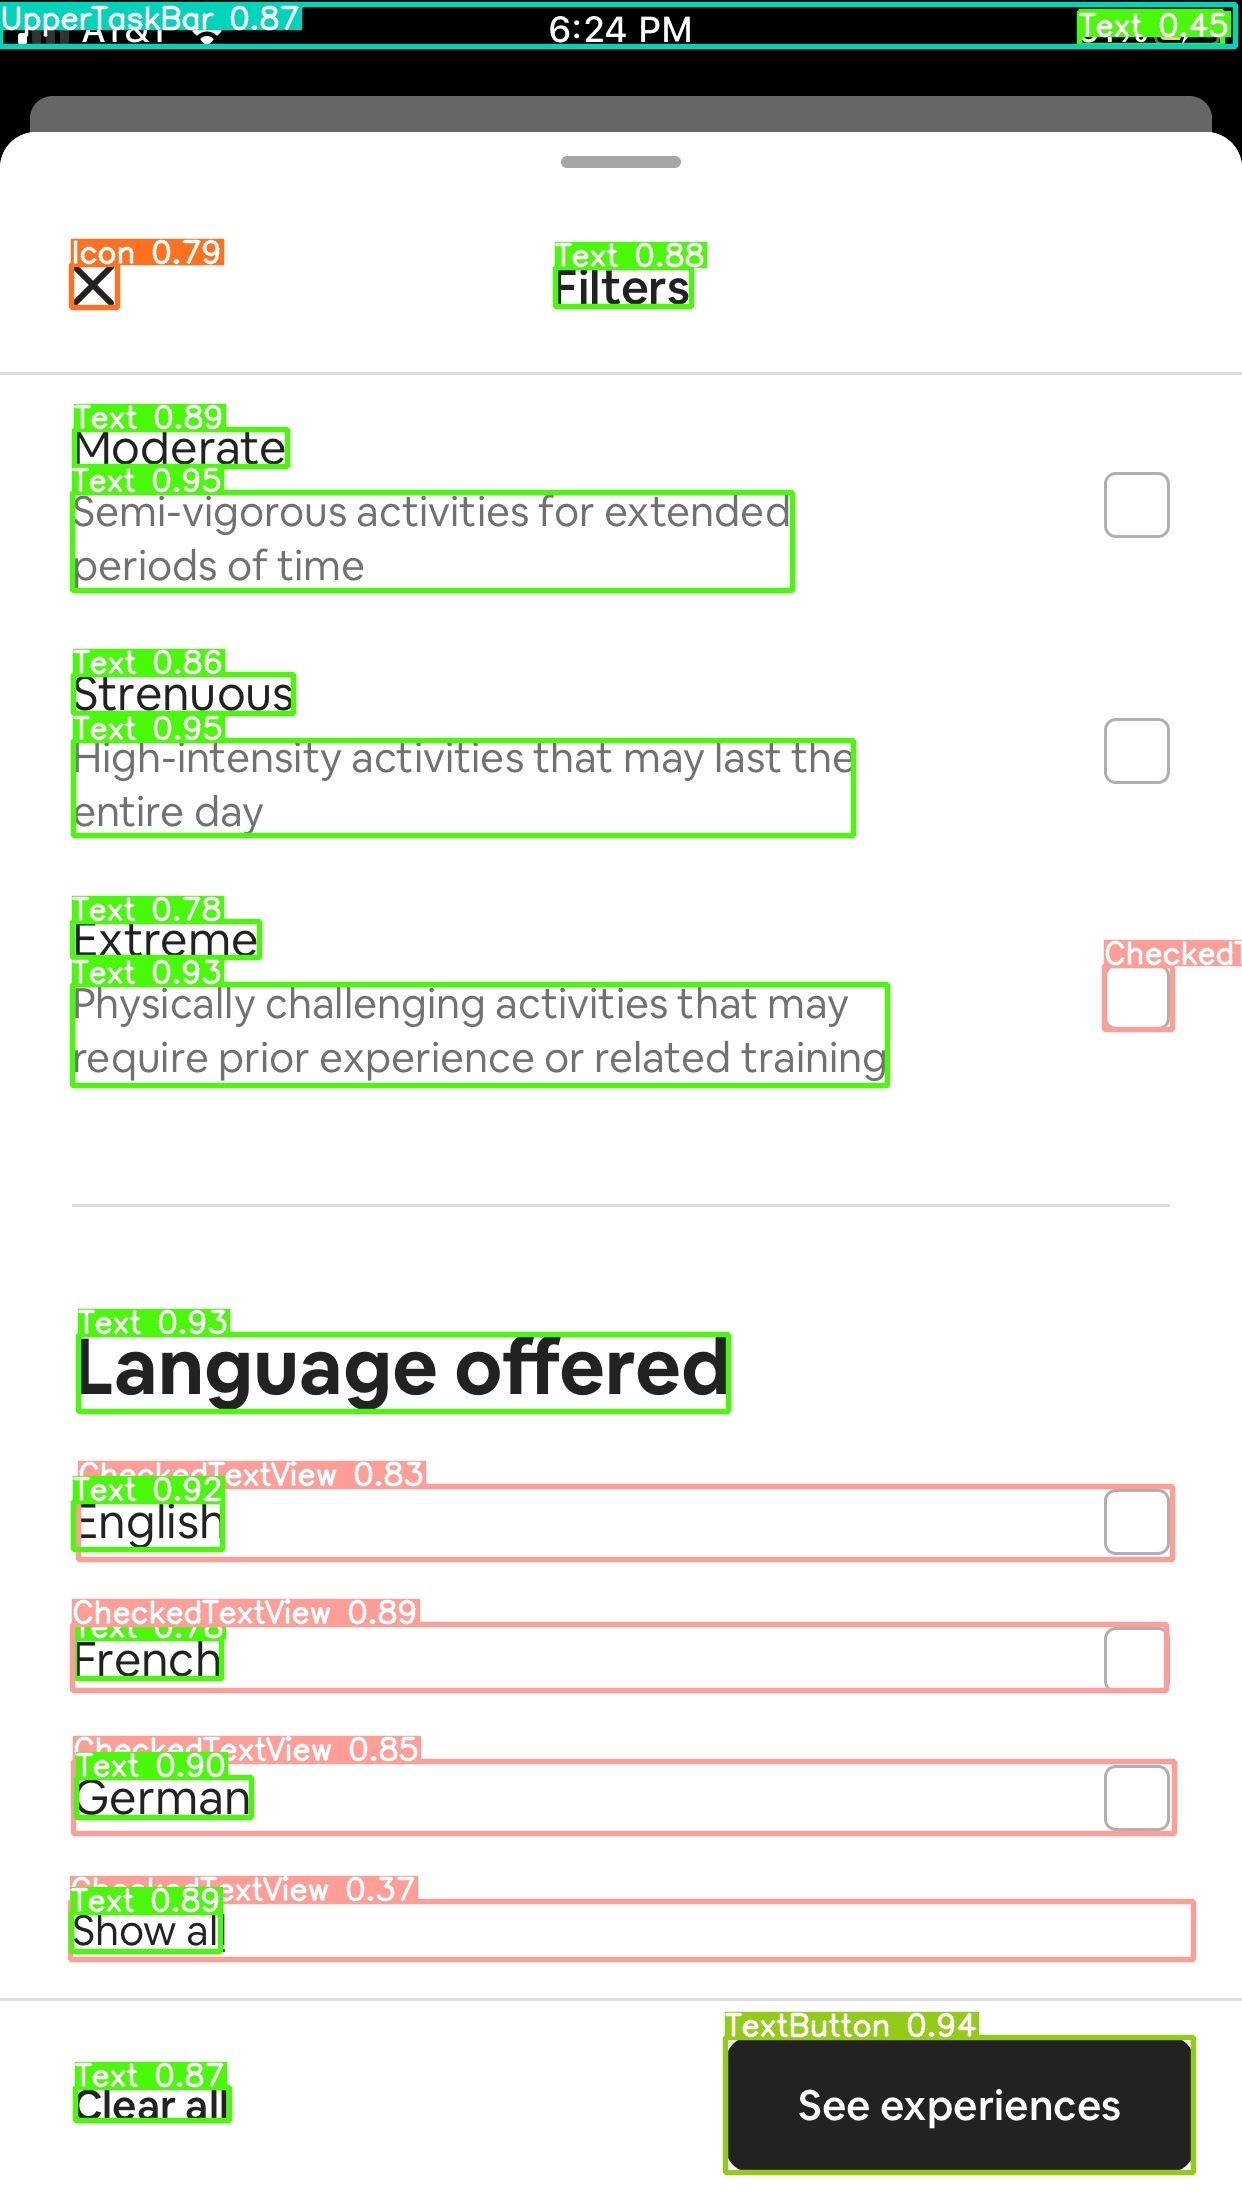 UpperTaskBar 0.87
AT&T
6:24 PM
Text 0.45
Icon 0.79
Text 0.88
Filters
Text 0.89
Moderate
Text 0.95
Semi-vigorous activities for extended
periods of time
Text 0.86
Strenuous
Text 0.95
High-intensity activities that may last the
entire day
Text 0.78
Extreme
CheckedT
Text 0.93
Physically challenging activities that may
require prior experience or related training
Text 0.93
Language offered
CheckedTextView 0.83
Text 0.92
English
CheckedTextView 0.89
Text 0.78
French
CheckedTextView 0.85
Text 0.90
German
CheckedTextView 0.37
Text 0.89
Show all
TextButton 0.94
Text 0.87
Clear all
See experiences